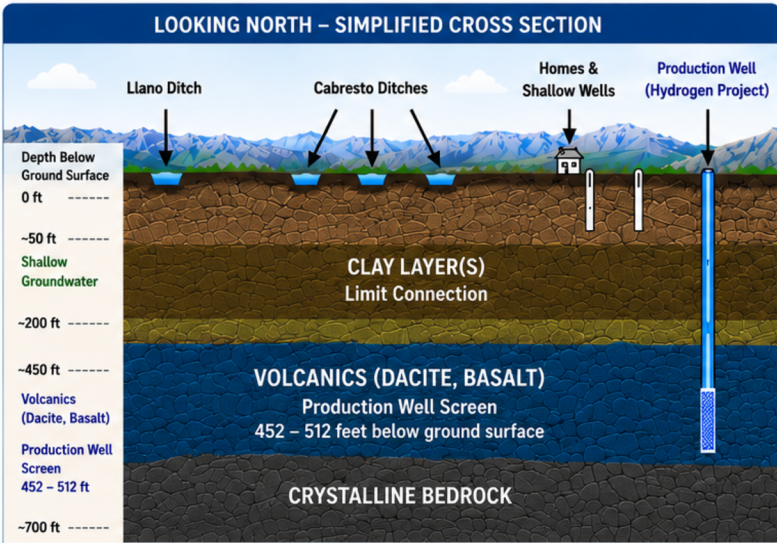 LOOKING NORTH – SIMPLIFIED CROSS SECTION
Llano Ditch
Cabresto Ditches
Homes &
Shallow Wells
Production Well
(Hydrogen Project)
Depth Below
Ground Surface
0 ft
~50 ft
Shallow
Groundwater
~200 ft
~450 ft
Volcanics
(Dacite, Basalt)
Production Well
Screen
452 – 512 ft
~700 ft
CLAY LAYER(S)
Limit Connection
VOLCANICS (DACITE, BASALT)
Production Well Screen
452 – 512 feet below ground surface
CRYSTALLINE BEDROCK